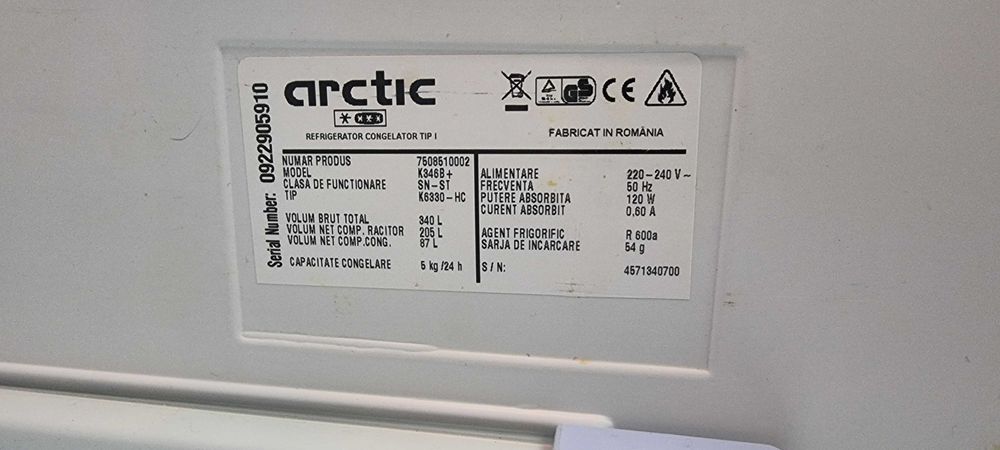 Serial Number: 0922905910
arctic
GS CE
REFRIGERATOR CONGELATOR TIP I
FABRICAT IN ROMÂNIA
NUMAR PRODUS 7508510002
MODEL K346B+
CLASA DE FUNCTIONARE SN-ST
TIP K6330-HC
VOLUM BRUT TOTAL 340 L
VOLUM NET COMP. RACITOR 205 L
VOLUM NET COMP.CONG. 87 L
CAPACITATE CONGELARE 5 kg /24 h
ALIMENTARE 220-240 V~
FRECVENTA 50 Hz
PUTERE ABSORBITA 120 W
CURENT ABSORBIT 0,60 A
AGENT FRIGORIFIC R 600a
SARJA DE INCARCARE 54 g
S / N: 4571340700